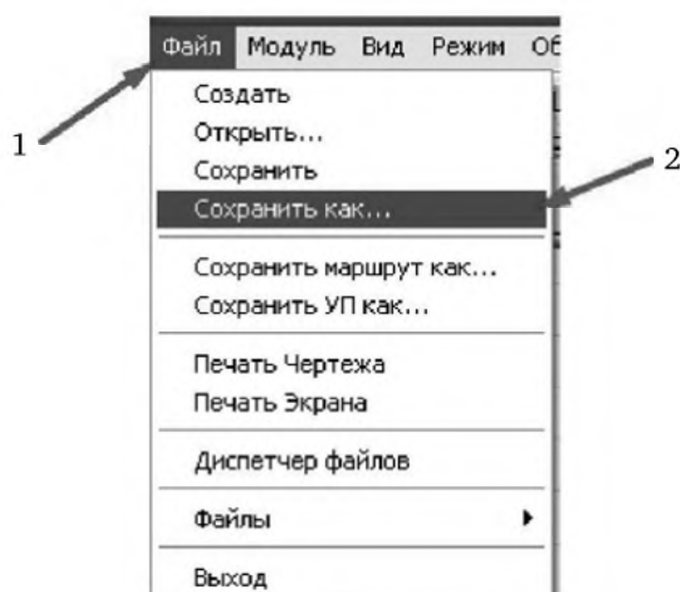 Файл Модуль Вид Режим Об
1
Создать
Открыть...
Сохранить
Сохранить как...
2
Сохранить маршрут как...
Сохранить УП как...
Печать Чертежа
Печать Экрана
Диспетчер файлов
Файлы
Выход